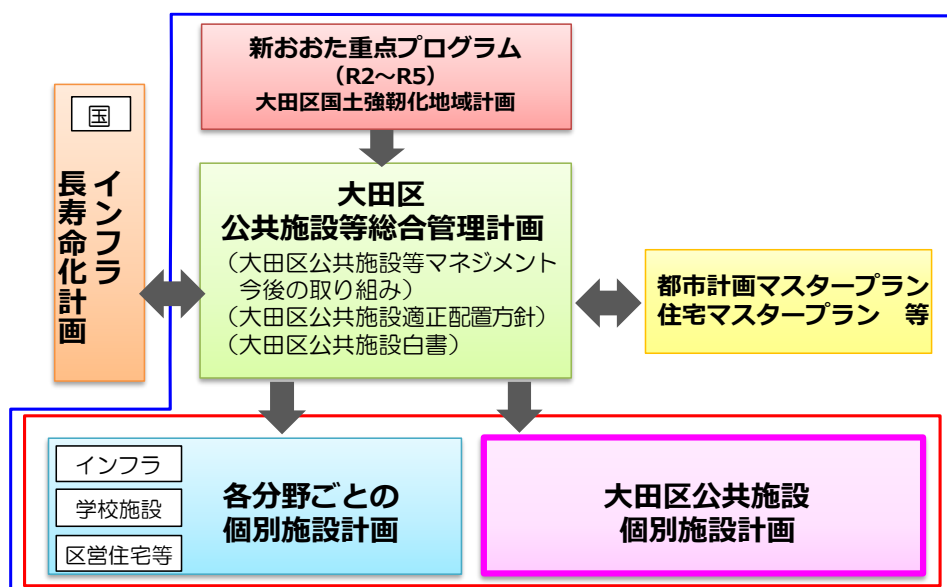 新おおた重点プログラム
（R2～R5）
大田区国土強靭化地域計画
国
インフラ
長寿命化計画
大田区
公共施設等総合管理計画
（大田区公共施設等マネジメント
今後の取り組み）
（大田区公共施設適正配置方針）
（大田区公共施設白書）
都市計画マスタープラン
住宅マスタープラン　等
インフラ
学校施設
区営住宅等
各分野ごとの
個別施設計画
大田区公共施設
個別施設計画